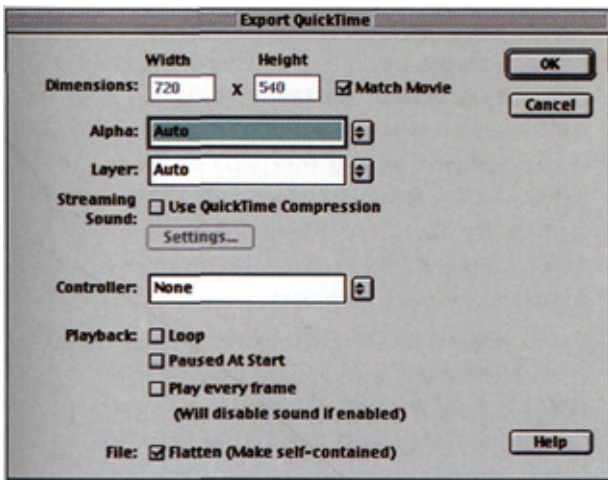 Export QuickTime
Width Height
Dimensions: 720 x 540 Match Movie
OK
Cancel
Alpha: Auto
Layer: Auto
Streaming
Sound: Use QuickTime Compression
Settings...
Controller: None
Playback: Loop
Paused At Start
Play every frame
(Will disable sound if enabled)
File: Flatten (Make self-contained)
Help